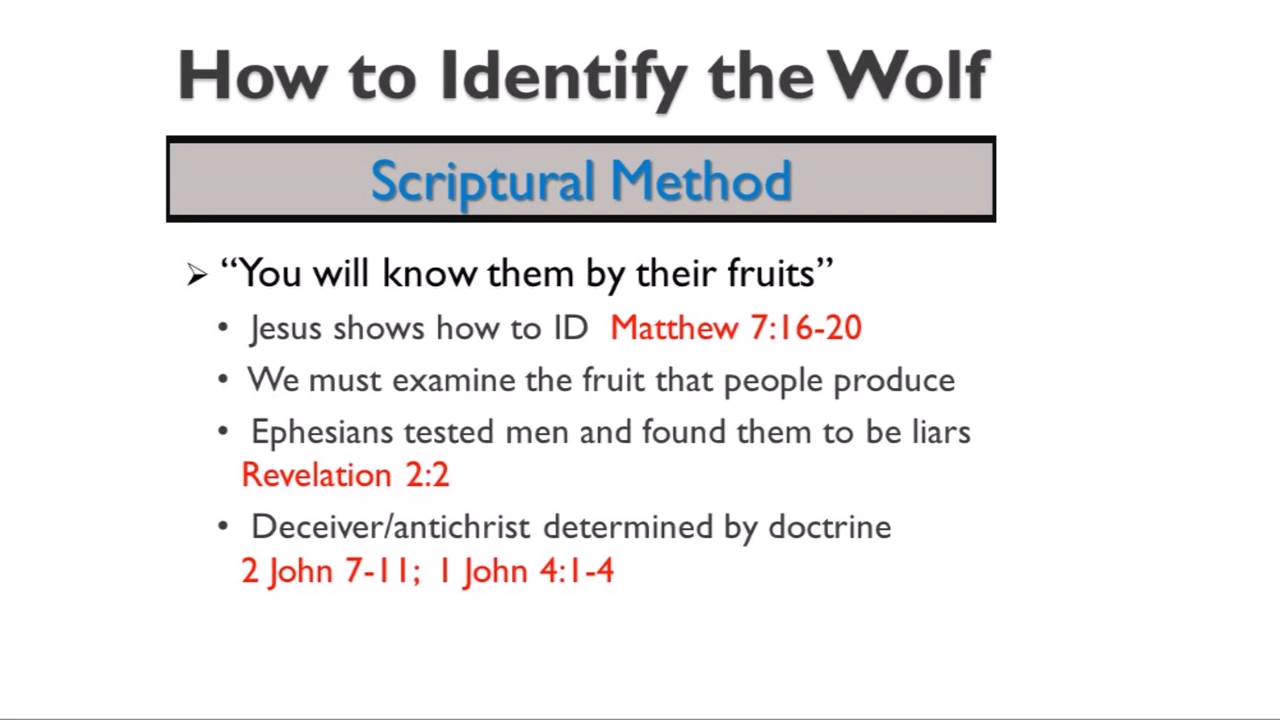 How to Identify the Wolf
Scriptural Method
➢ “You will know them by their fruits”
• Jesus shows how to ID Matthew 7:16-20
• We must examine the fruit that people produce
• Ephesians tested men and found them to be liars
Revelation 2:2
• Deceiver/antichrist determined by doctrine
2 John 7-11; 1 John 4:1-4